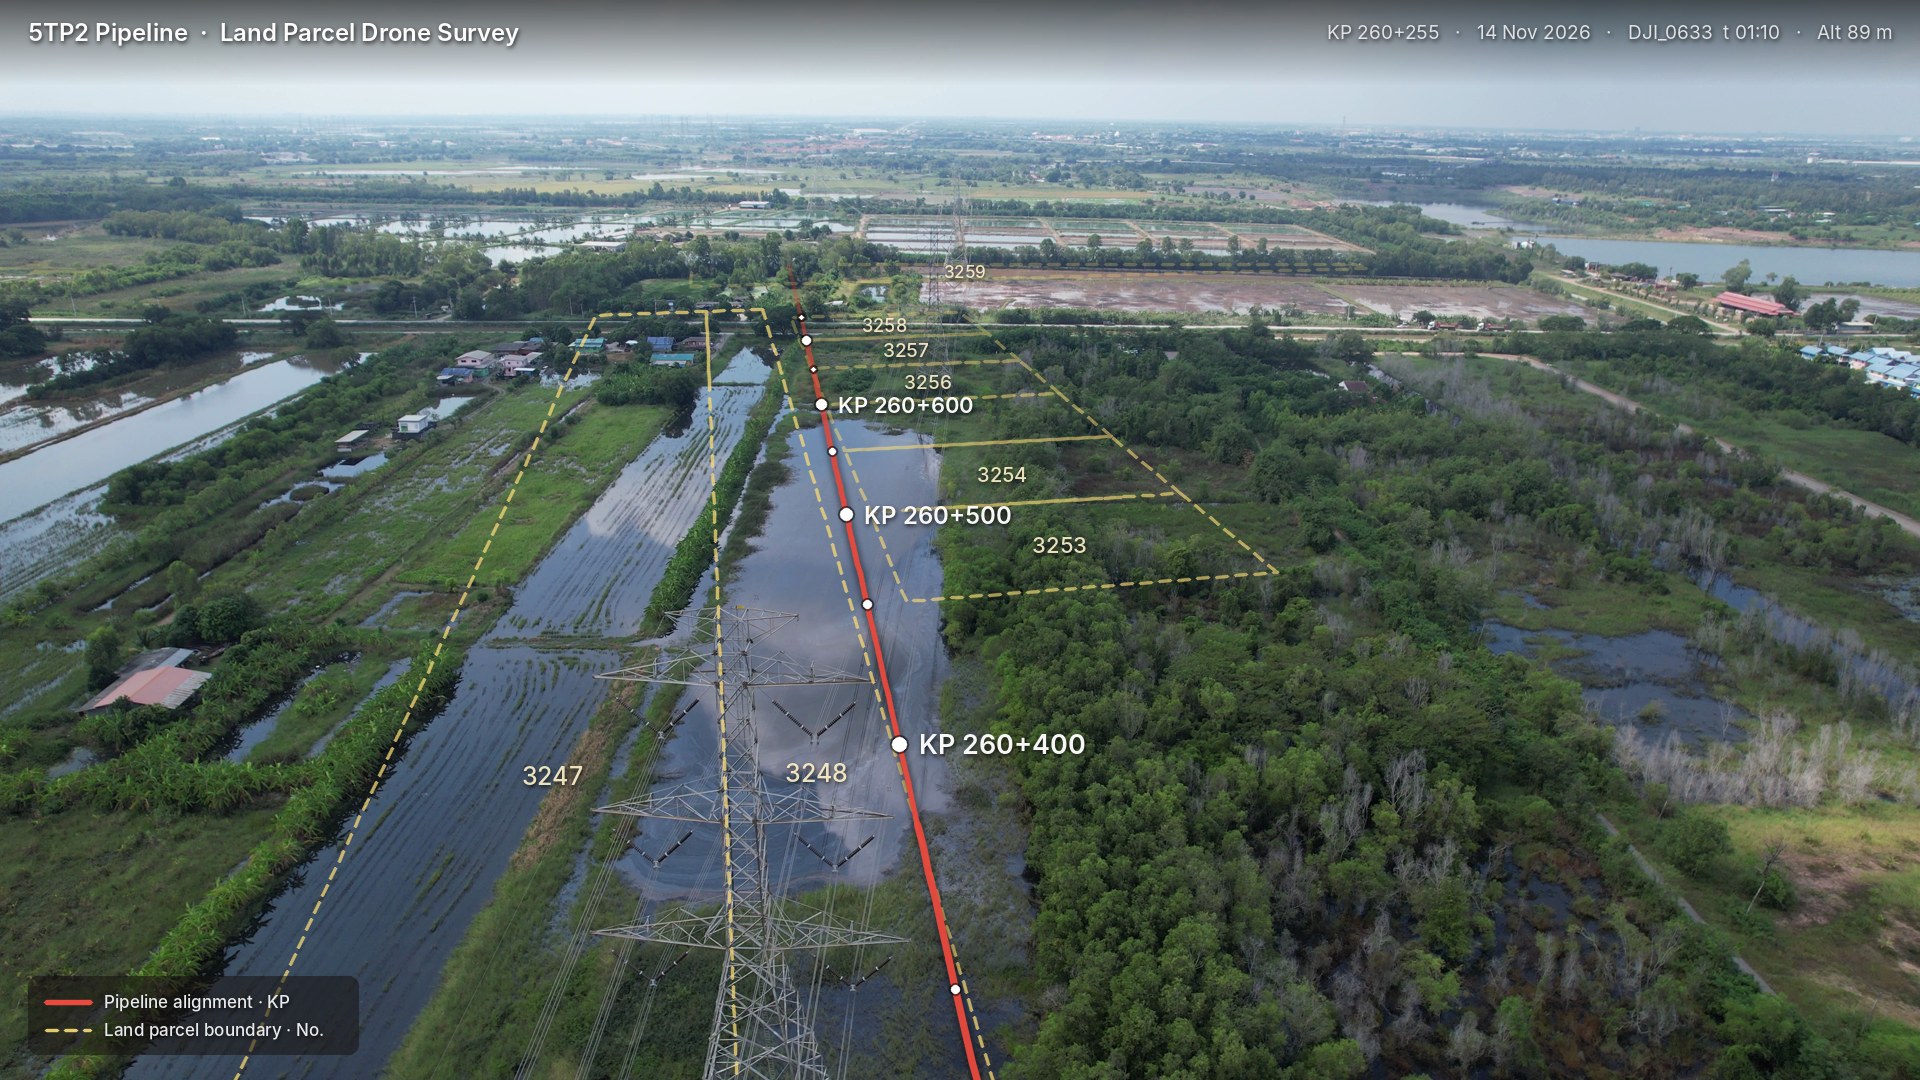 5TP2 Pipeline · Land Parcel Drone Survey
KP 260+255 · 14 Nov 2026 · DJI_0633 t 01:10 · Alt 89 m
3259
3258
3257
3256
KP 260+600
3254
KP 260+500
3253
KP 260+400
3247
3248
Pipeline alignment · KP
Land parcel boundary · No.